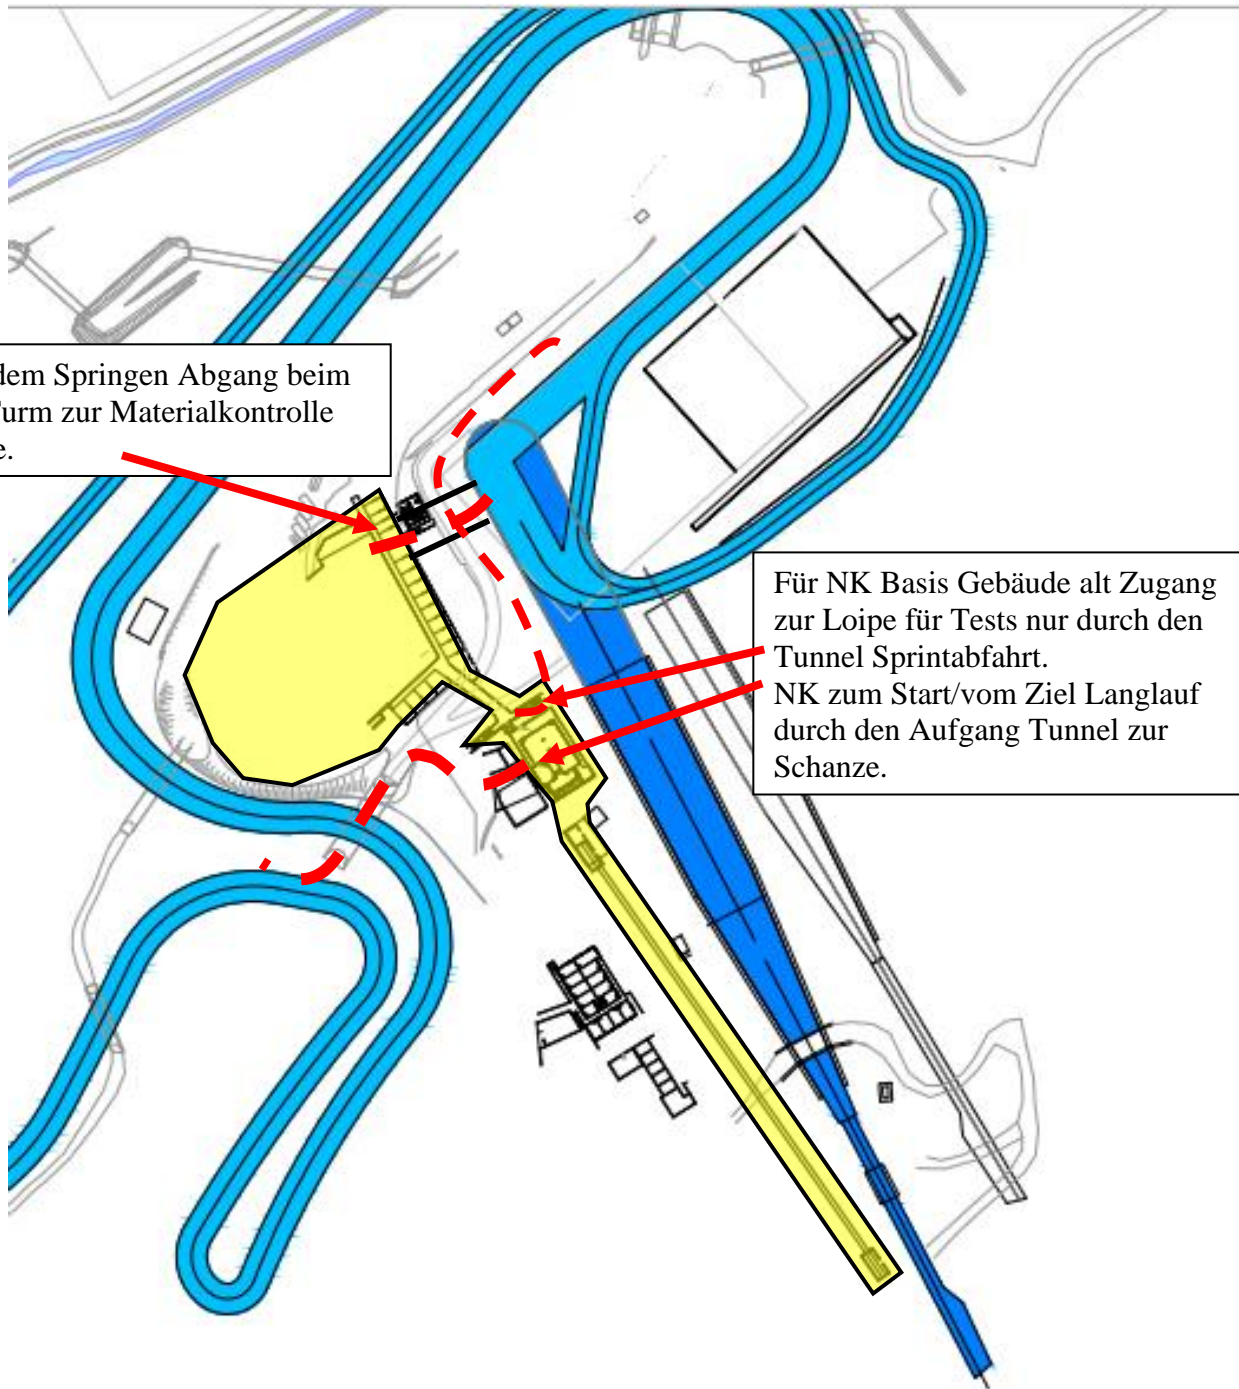 dem Springen Abgang beim
urm zur Materialkontrolle
e.
Für NK Basis Gebäude alt Zugang
zur Loipe für Tests nur durch den
Tunnel Sprintabfahrt.
NK zum Start/vom Ziel Langlauf
durch den Aufgang Tunnel zur
Schanze.